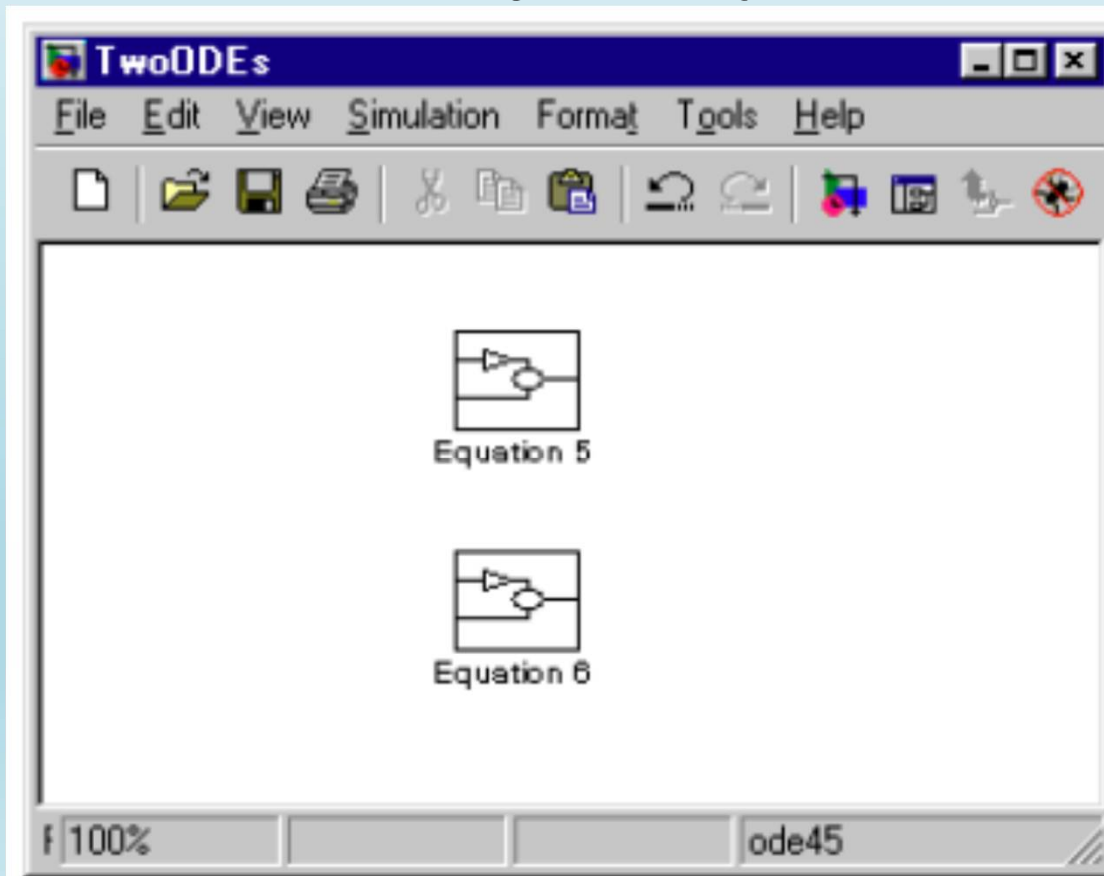 TwoODEs
File Edit View Simulation Format Tools Help
Equation 5
Equation 6
100% ode45